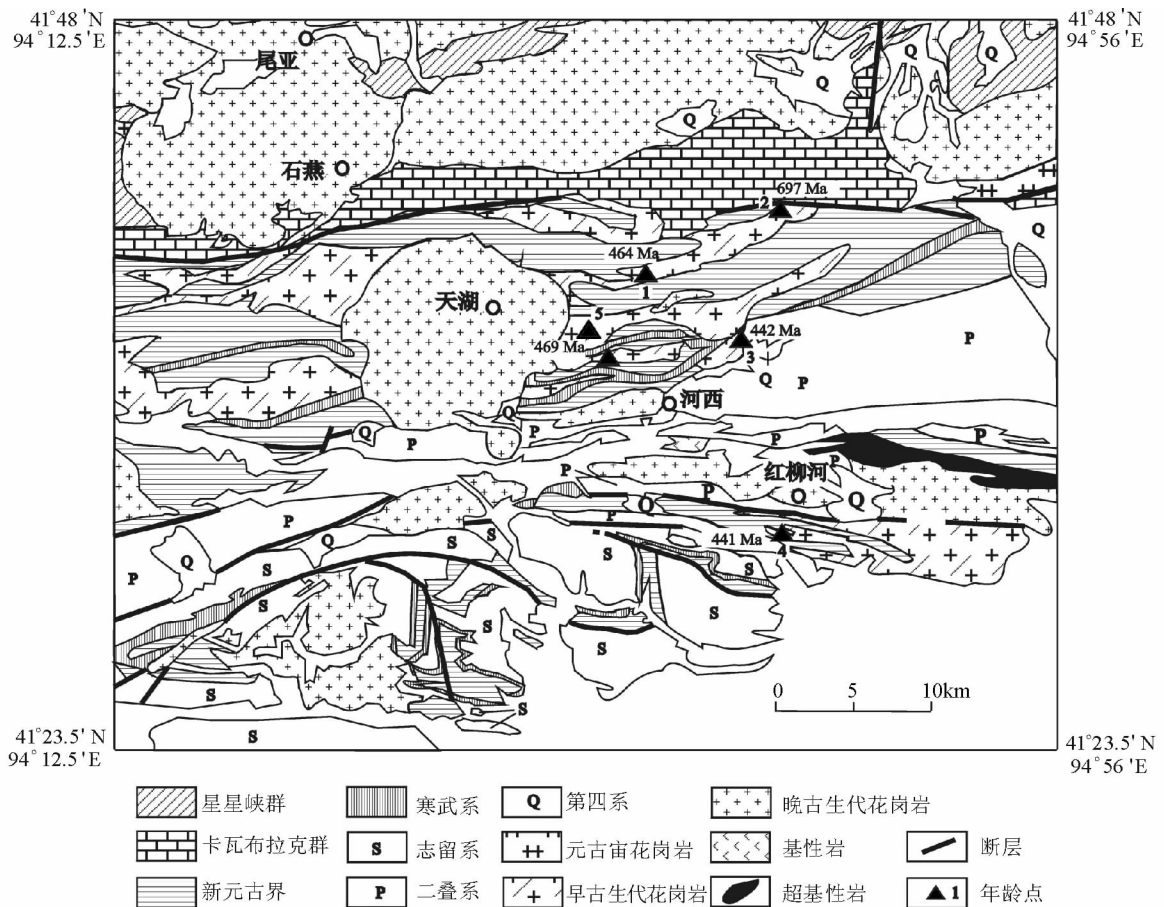 41°48'N
94°12.5'E
41°48'N
94°56'E
尾亚
Q
Q
Q
Q
Q
Q
石燕
697 Ma
2
Q
464 Ma
1
天湖
5
469 Ma
442 Ma
3
P
Q
P
河西
Q
Q
P
P
P
P
P
P
红柳河
P
Q
Q
P
P
Q
S
S
441 Ma
4
P
Q
S
S
S
S
S
S
S
S
S
S
S
0 5 10km
41°23.5'N
94°12.5'E
41°23.5'N
94°56'E
星星峡群
寒武系
Q 第四系
晚古生代花岗岩
卡瓦布拉克群
S 志留系
元古宙花岗岩
基性岩
断层
新元古界
P 二叠系
早古生代花岗岩
超基性岩
1 年龄点